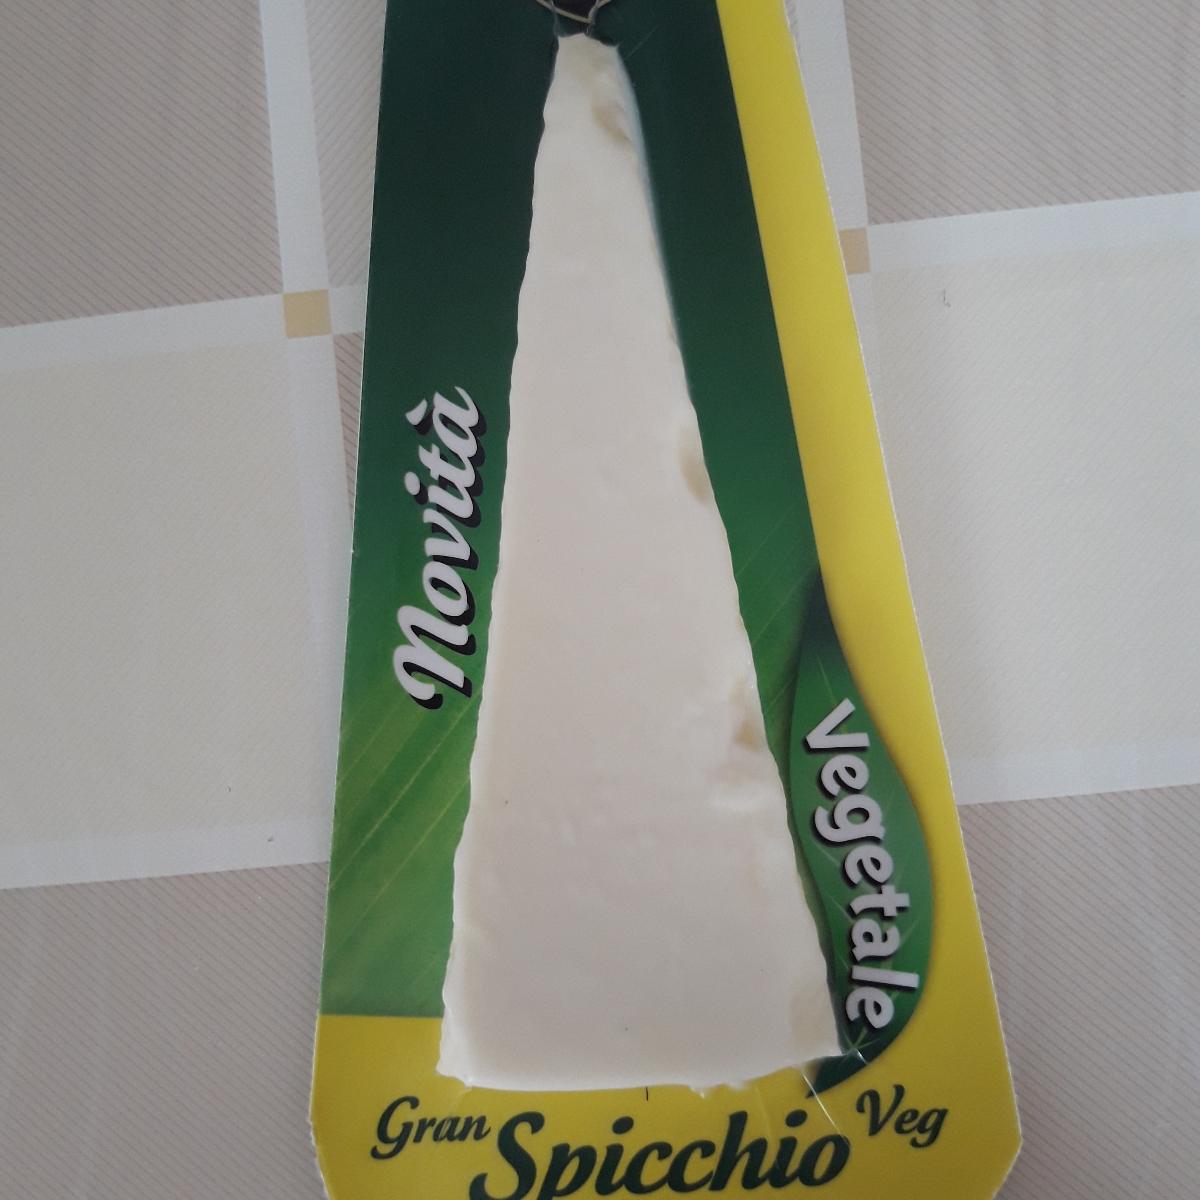 Novità
Vegetale
Gran Spicchio Veg